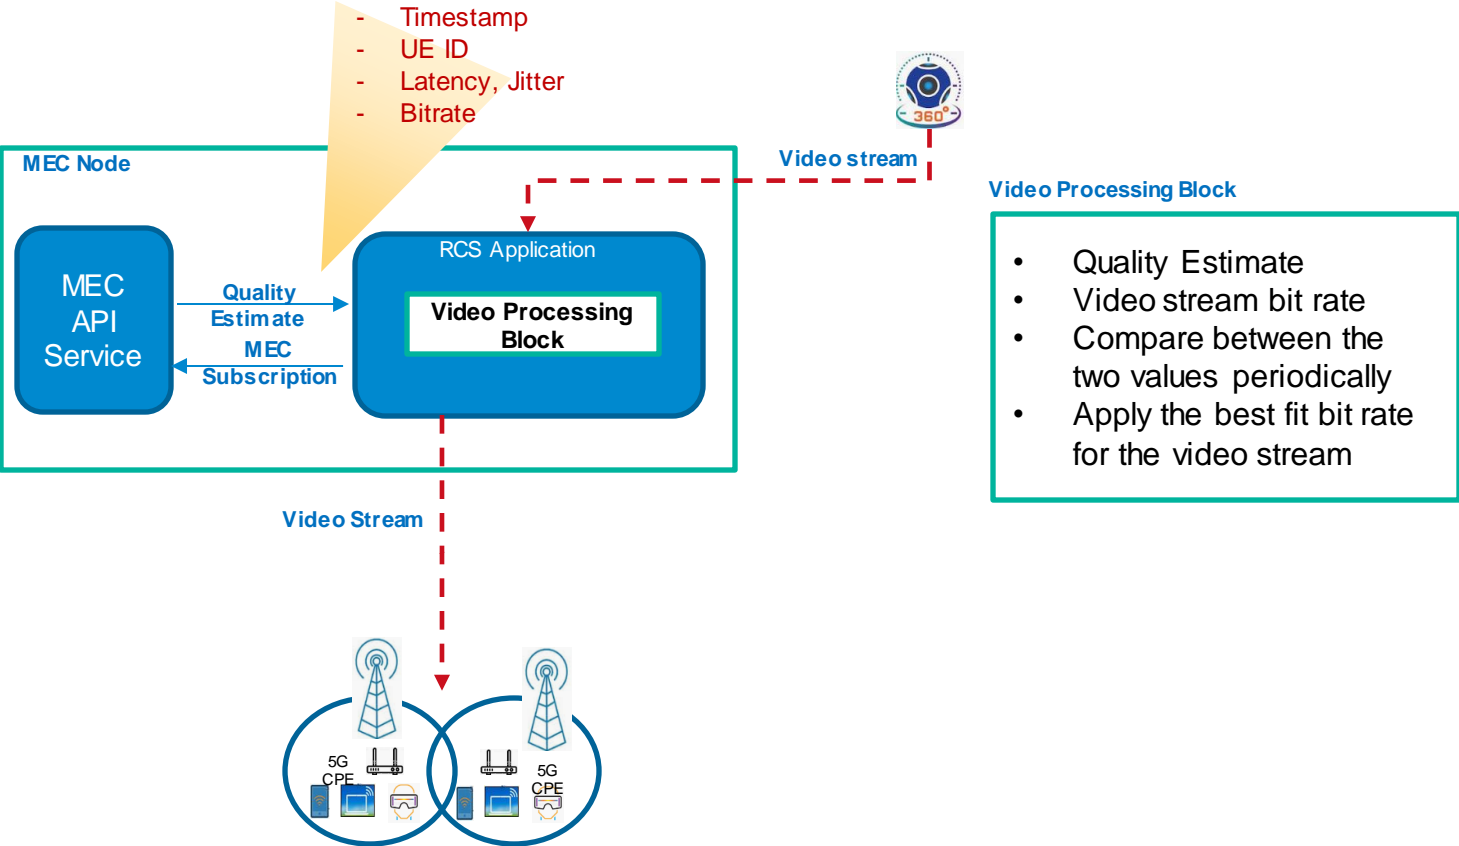 - Timestamp
- UE ID
- Latency, Jitter
- Bitrate
360°
Video stream
MEC Node
Video Processing Block
MEC
API
Service
Quality
Estimate
MEC
Subscription
RCS Application
Video Processing
Block
• Quality Estimate
• Video stream bit rate
• Compare between the
two values periodically
• Apply the best fit bit rate
for the video stream
Video Stream
5G
CPE
5G
CPE